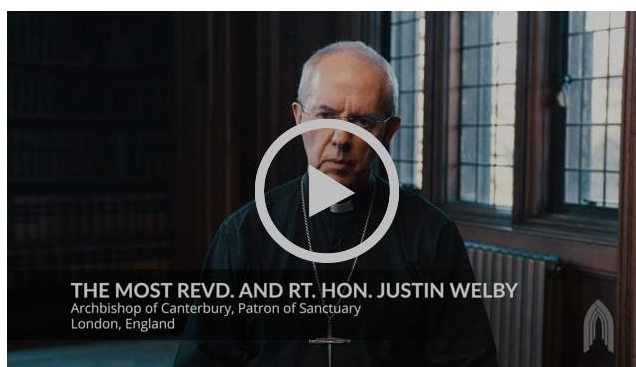 THE MOST REVD. AND RT. HON. JUSTIN WELBY
Archbishop of Canterbury, Patron of Sanctuary
London, England